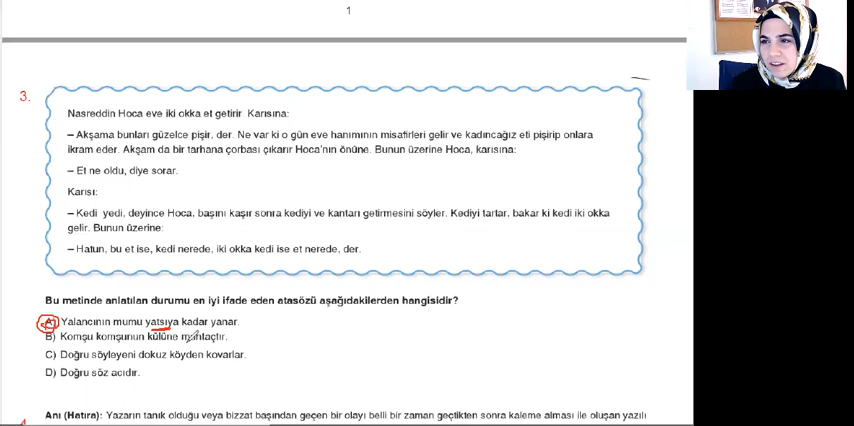 1
3.
Nasreddin Hoca eve iki okka et getirir Karısına:
– Akşama bunları güzelce pişir, der. Ne var ki o gün eve hanımının misafirleri gelir ve kadıncağız eti pişirip onlara
ikram eder. Akşam da bir tarhana çorbası çıkarır Hoca'nın önüne. Bunun üzerine Hoca, karısına:
– Et ne oldu, diye sorar.
Karısı:
– Kedi yedi, deyince Hoca, başını kaşır sonra kediyi ve kantarı getirmesini söyler. Kediyi tartar, bakar ki kedi iki okka
gelir. Bunun üzerine:
– Hatun, bu et ise, kedi nerede, iki okka kedi ise et nerede, der.
Bu metinde anlatılan durumu en iyi ifade eden atasözü aşağıdakilerden hangisidir?
A) Yalancının mumu yatsıya kadar yanar.
B) Komşu komşunun külüne muhtaçtır.
C) Doğru söyleyeni dokuz köyden kovarlar.
D) Doğru söz acıdır.
Anı (Hatıra): Yazarın tanık olduğu veya bizzat başından geçen bir olayı belli bir zaman geçtikten sonra kaleme alması ile oluşan yazılı